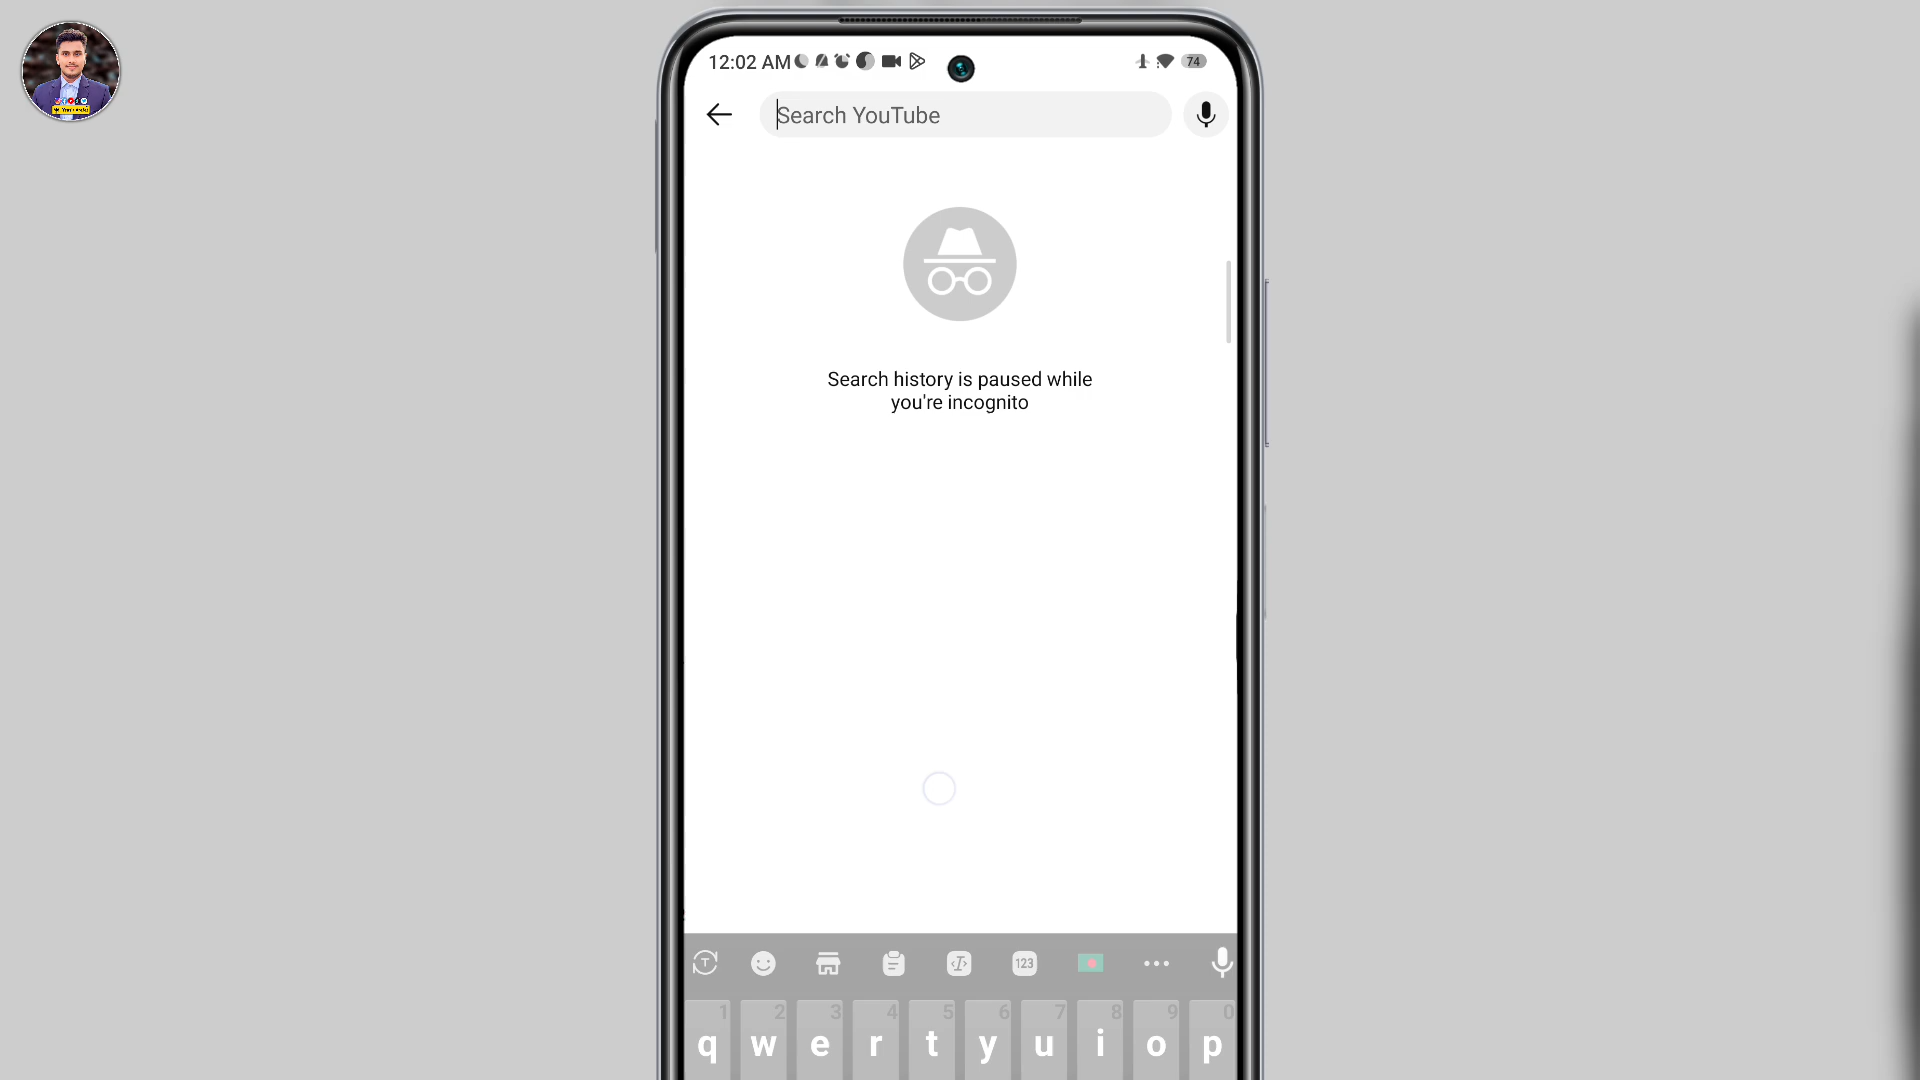 12:02 AM
74
Search YouTube
Search history is paused while
you're incognito
T
123
1 2 3 4 5 6 7 8 9 0
q w e r t y u i o p